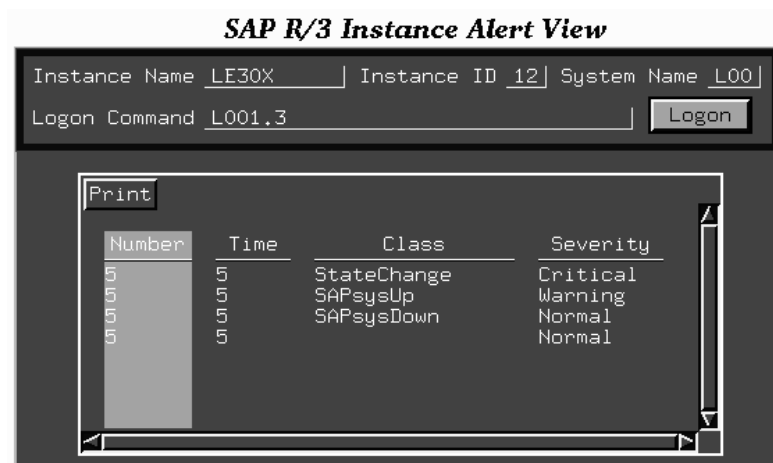 SAP R/3 Instance Alert View
Instance Name LE30X Instance ID 12 System Name L00
Logon Command L001.3 Logon
Print
Number Time Class Severity
5 5 StateChange Critical
5 5 SAPsysUp Warning
5 5 SAPsysDown Normal
5 5 Normal